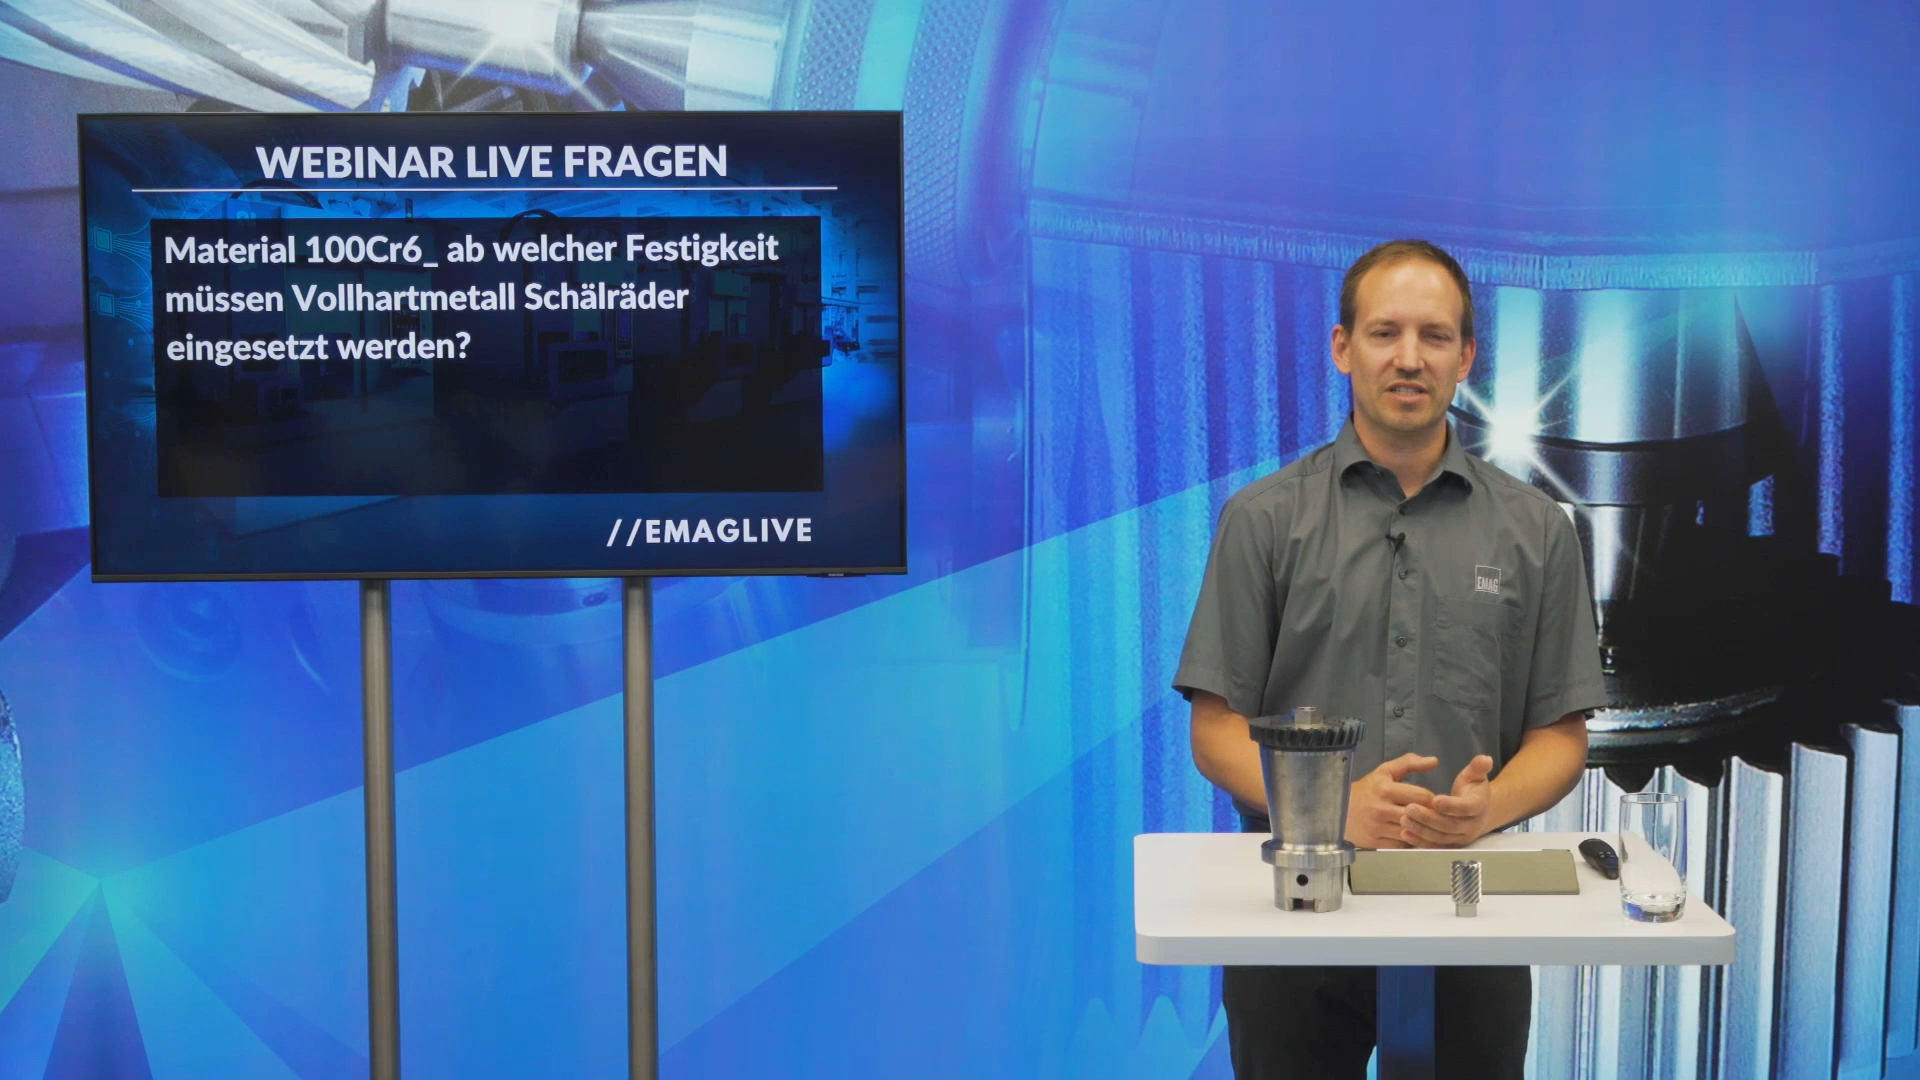 WEBINAR LIVE FRAGEN
Material 100Cr6_ ab welcher Festigkeit
müssen Vollhartmetall Schälräder
eingesetzt werden?
//EMAGLIVE
EMAG